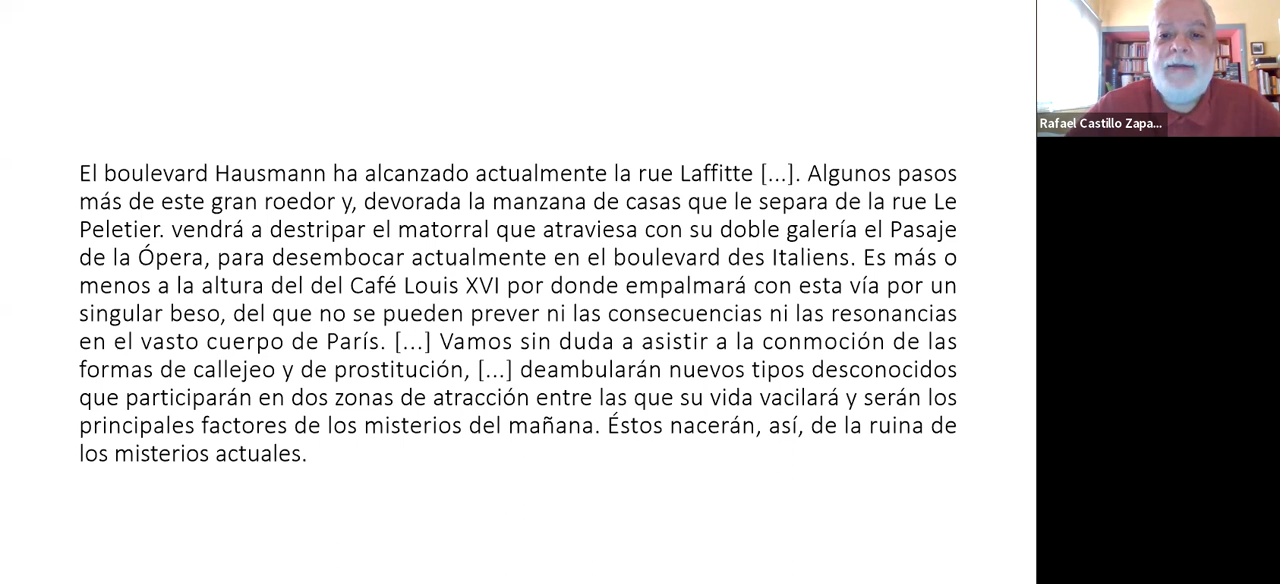 El boulevard Hausmann ha alcanzado actualmente la rue Laffitte [...]. Algunos pasos
más de este gran roedor y, devorada la manzana de casas que le separa de la rue Le
Peletier. vendrá a destripar el matorral que atraviesa con su doble galería el Pasaje
de la Ópera, para desembocar actualmente en el boulevard des Italiens. Es más o
menos a la altura del del Café Louis XVI por donde empalmará con esta vía por un
singular beso, del que no se pueden prever ni las consecuencias ni las resonancias
en el vasto cuerpo de París. [...] Vamos sin duda a asistir a la conmoción de las
formas de callejeo y de prostitución, [...] deambularán nuevos tipos desconocidos
que participarán en dos zonas de atracción entre las que su vida vacilará y serán los
principales factores de los misterios del mañana. Éstos nacerán, así, de la ruina de
los misterios actuales.
Rafael Castillo Zapa...